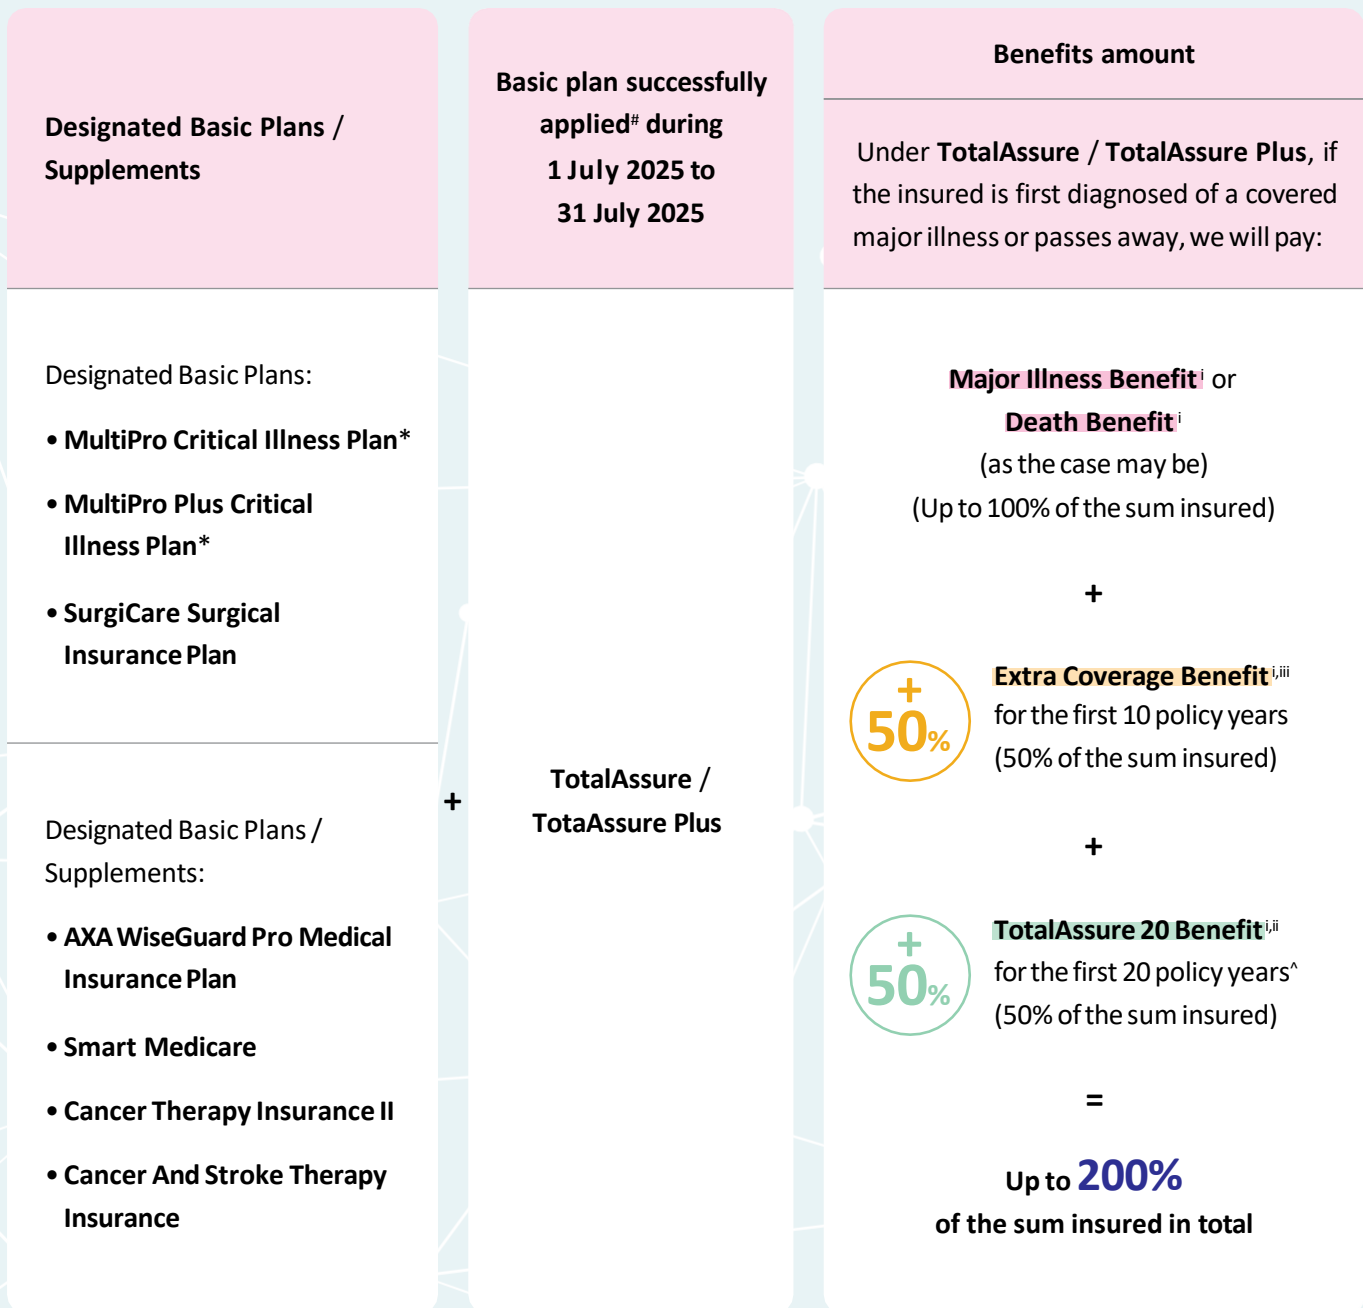 Designated Basic Plans /
Supplements
Designated Basic Plans:
• MultiPro Critical Illness Plan*
• MultiPro Plus Critical
Illness Plan*
• SurgiCare Surgical
Insurance Plan
Designated Basic Plans /
Supplements:
• AXA WiseGuard Pro Medical
Insurance Plan
• Smart Medicare
• Cancer Therapy Insurance II
• Cancer And Stroke Therapy
Insurance
+
Basic plan successfully
applied# during
1 July 2025 to
31 July 2025
TotalAssure /
TotaAssure Plus
Benefits amount
Under TotalAssure / TotalAssure Plus, if
the insured is first diagnosed of a covered
major illness or passes away, we will pay:
Major Illness Benefit i or
Death Benefit i
(as the case may be)
(Up to 100% of the sum insured)
+
+
50%
Extra Coverage Benefit i,iii
for the first 10 policy years
(50% of the sum insured)
+
+
50%
TotalAssure 20 Benefit i,ii
for the first 20 policy years^
(50% of the sum insured)
=
Up to 200%
of the sum insured in total